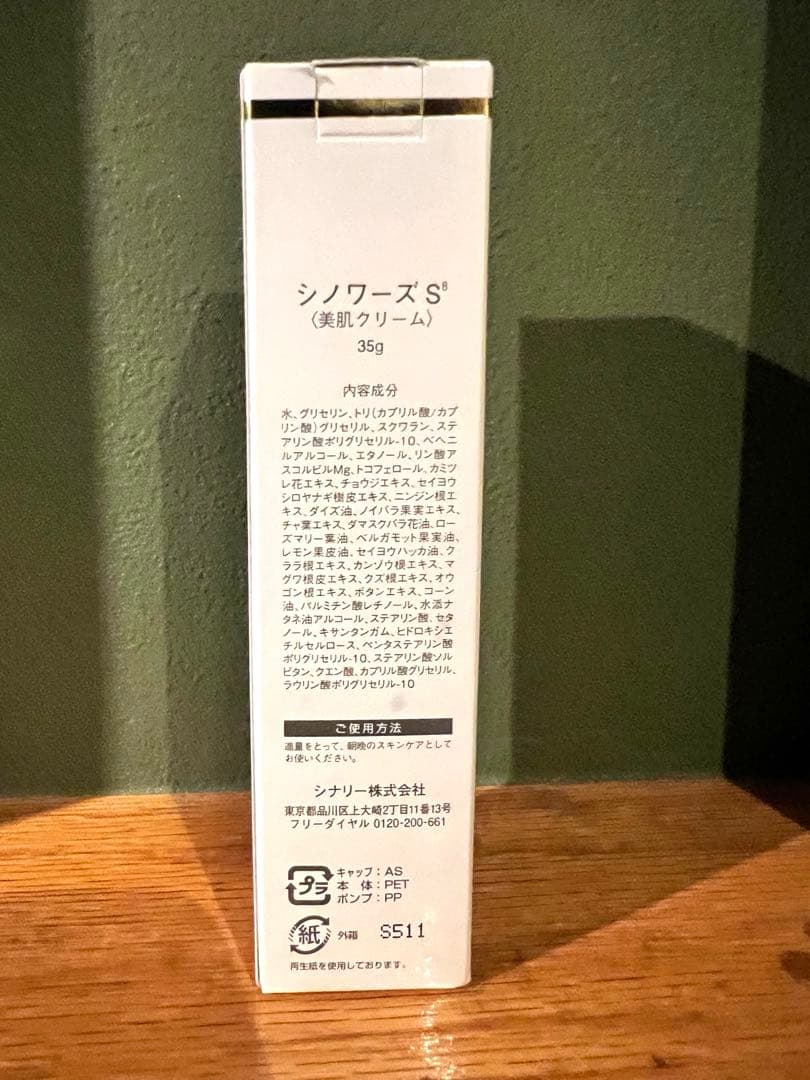 シノワーズ S⁸
〈美肌クリーム〉
35g
内容成分
水、グリセリン、トリ(カプリル酸/カプ
リン酸)グリセリル、スクワラン、ステ
アリン酸ポリグリセリル-10、ベヘニ
ルアルコール、エタノール、リン酸ア
スコルビルMg、トコフェロール、カミツ
レ花エキス、チョウジエキス、セイヨウ
シロヤナギ樹皮エキス、ニンジン根エ
キス、ダイズ油、ノイバラ果実エキス、
チャ葉エキス、ダマスクバラ花油、ロー
ズマリー葉油、ベルガモット果実油、
レモン果皮油、セイヨウハッカ油、ク
ララ根エキス、カンゾウ根エキス、マ
グワ根皮エキス、クズ根エキス、オウ
ゴン根エキス、ボタンエキス、コーン
油、パルミチン酸レチノール、水添ナ
タネ油アルコール、ステアリン酸、セタ
ノール、キサンタンガム、ヒドロキシエ
チルセルロース、ペンタステアリン酸
ポリグリセリル-10、ステアリン酸ソル
ビタン、クエン酸、カプリル酸グリセリル、
ラウリン酸ポリグリセリル-10
ご使用方法
適量をとって、朝晩のスキンケアとして
お使いください。
シナリー株式会社
東京都品川区上大崎2丁目11番13号
フリーダイヤル 0120-200-661
プラ
キャップ：AS
本 体：PET
ポンプ：PP
紙 外箱 S511
再生紙を使用しております。